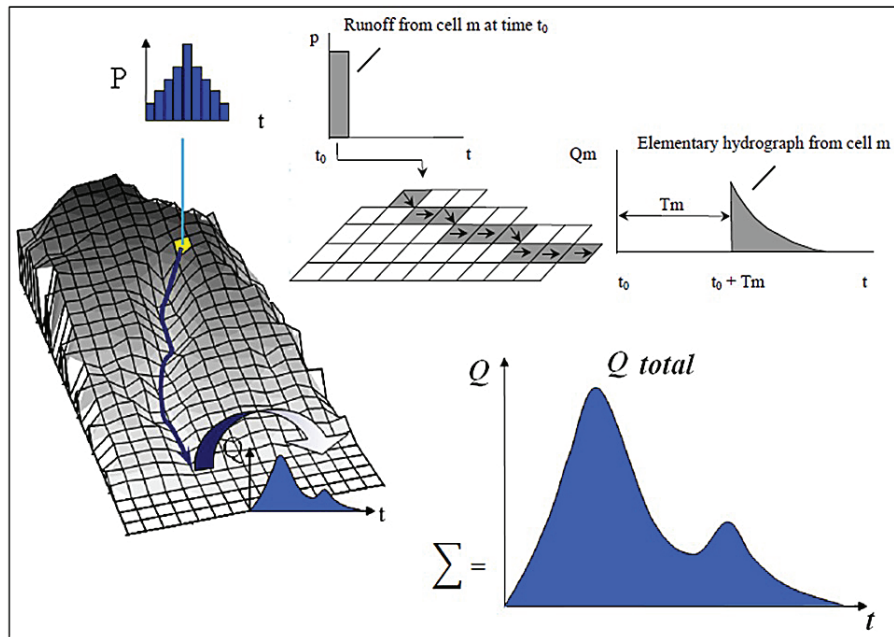 P
t
Runoff from cell m at time t₀
p
t₀
t
Qm
Elementary hydrograph from cell m
Tm
t₀
t₀ + Tm
t
Q
t
Q
Q total
∑ =
t